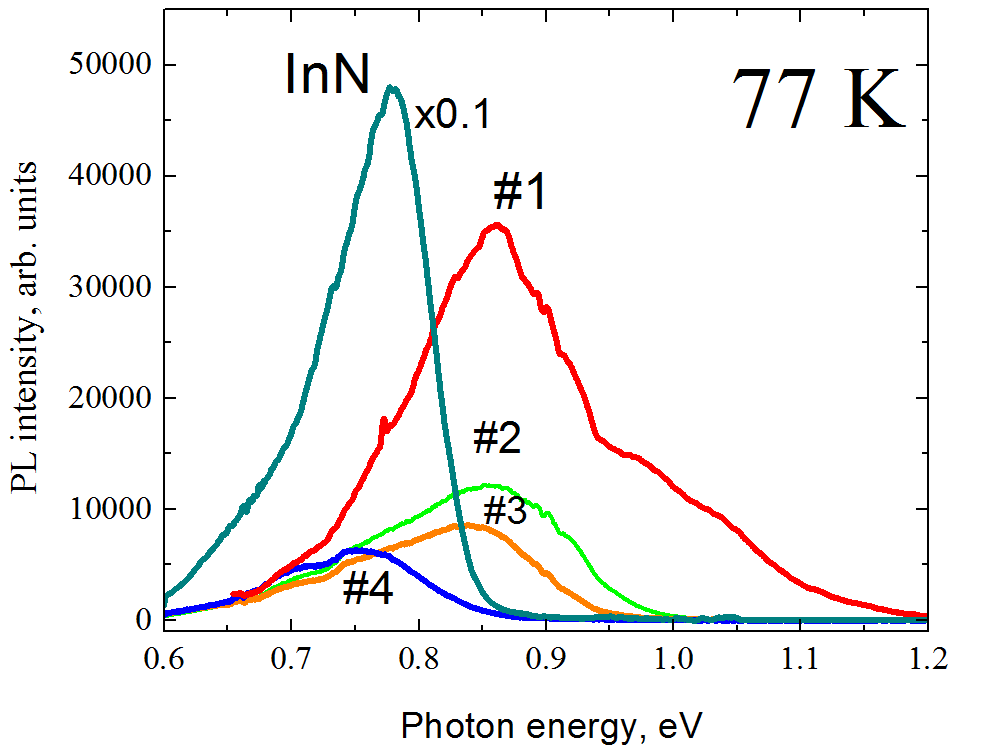 InN
x0.1
77 K
#1
#2
#3
#4
50000
40000
30000
20000
10000
0
PL intensity, arb. units
0.6 0.7 0.8 0.9 1.0 1.1 1.2
Photon energy, eV